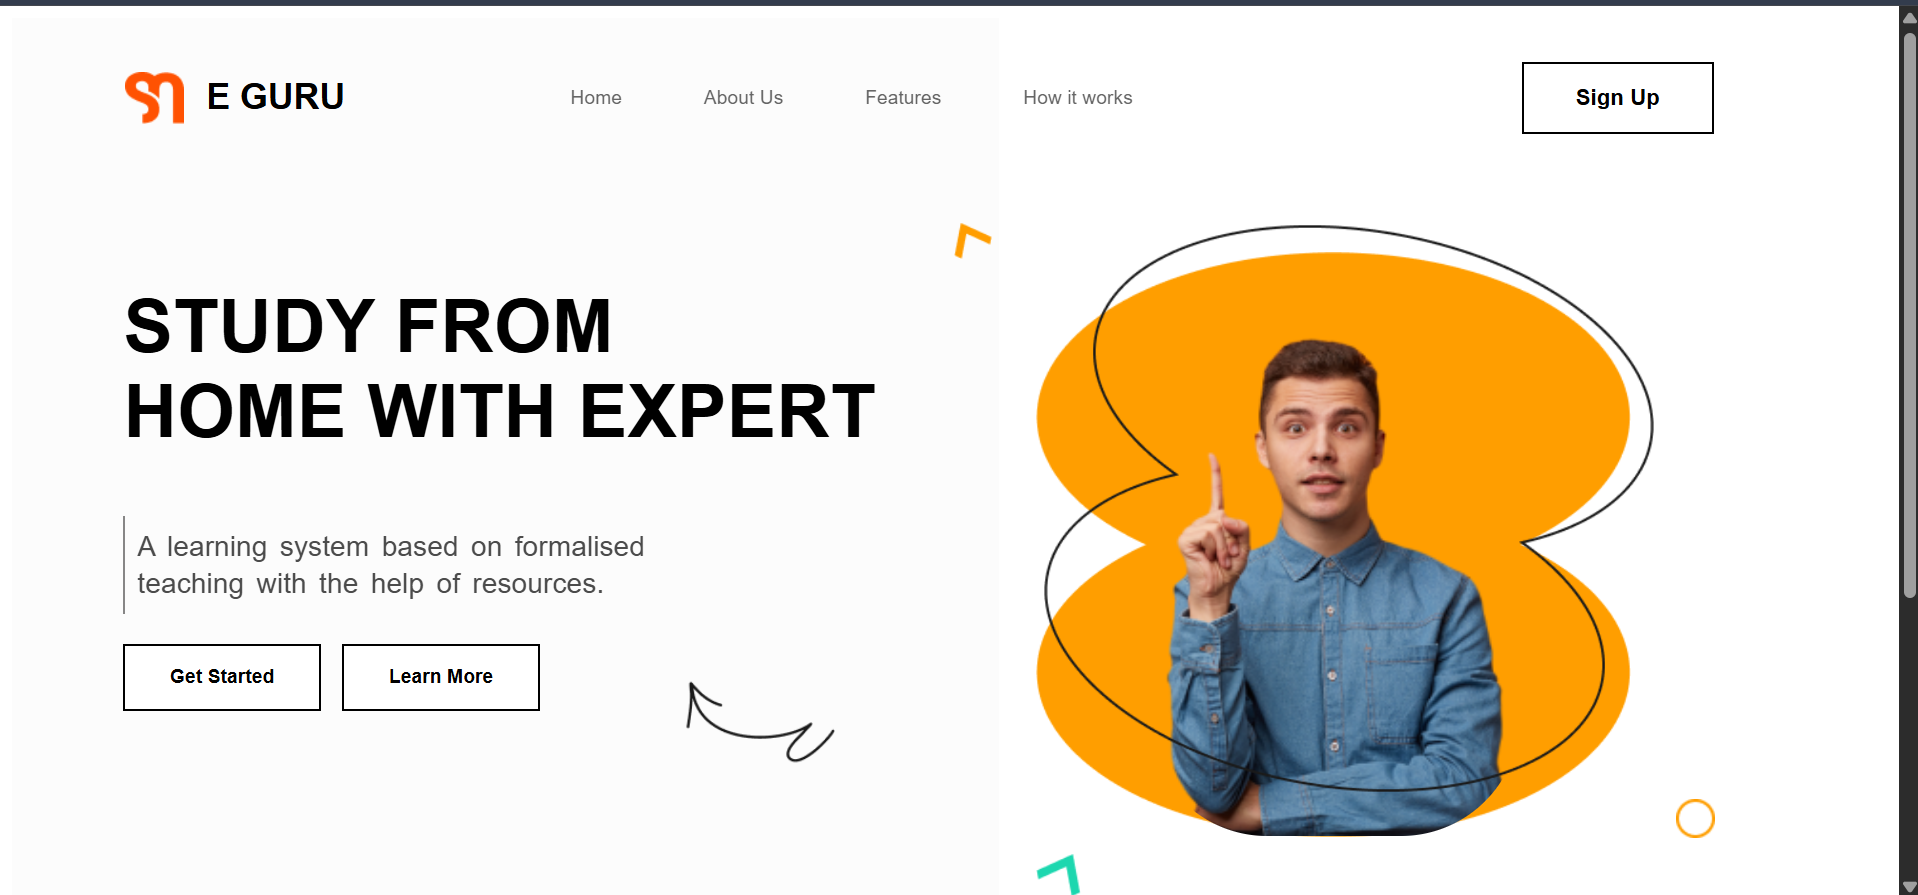 E GURU
Home
About Us
Features
How it works
Sign Up
STUDY FROM
HOME WITH EXPERT
A learning system based on formalised
teaching with the help of resources.
Get Started
Learn More